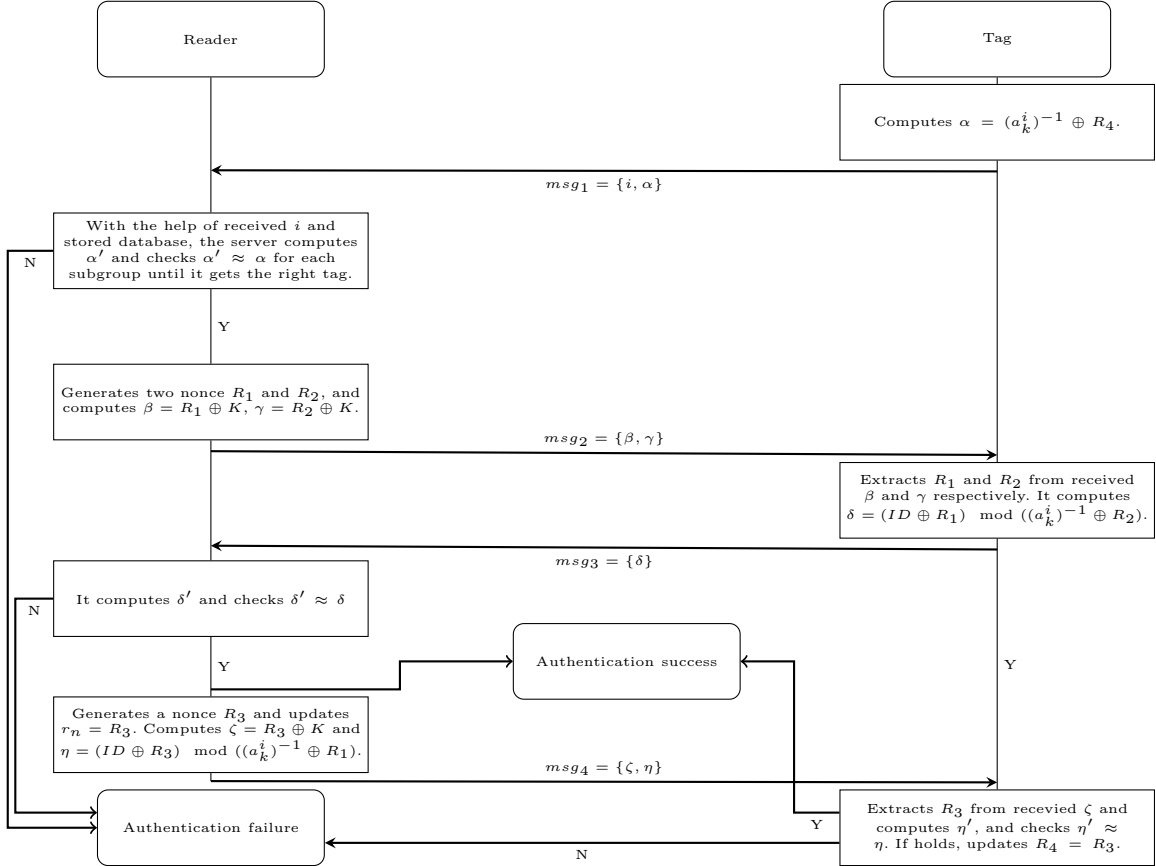 Reader
Tag
Computes α = (a_k^i)^{-1} ⊕ R_4.
msg_1 = {i, α}
With the help of received i and
stored database, the server computes
α′ and checks α′ ≈ α for each
subgroup until it gets the right tag.
N
Y
Generates two nonce R_1 and R_2, and
computes β = R_1 ⊕ K, γ = R_2 ⊕ K.
msg_2 = {β, γ}
Extracts R_1 and R_2 from received
β and γ respectively. It computes
δ = (ID ⊕ R_1) mod ((a_k^i)^{-1} ⊕ R_2).
msg_3 = {δ}
It computes δ′ and checks δ′ ≈ δ
N
Y
Authentication success
Y
Generates a nonce R_3 and updates
r_n = R_3. Computes ζ = R_3 ⊕ K and
η = (ID ⊕ R_3) mod ((a_k^i)^{-1} ⊕ R_1).
msg_4 = {ζ, η}
Authentication failure
Extracts R_3 from recevied ζ and
computes η′, and checks η′ ≈
η. If holds, updates R_4 = R_3.
Y
N